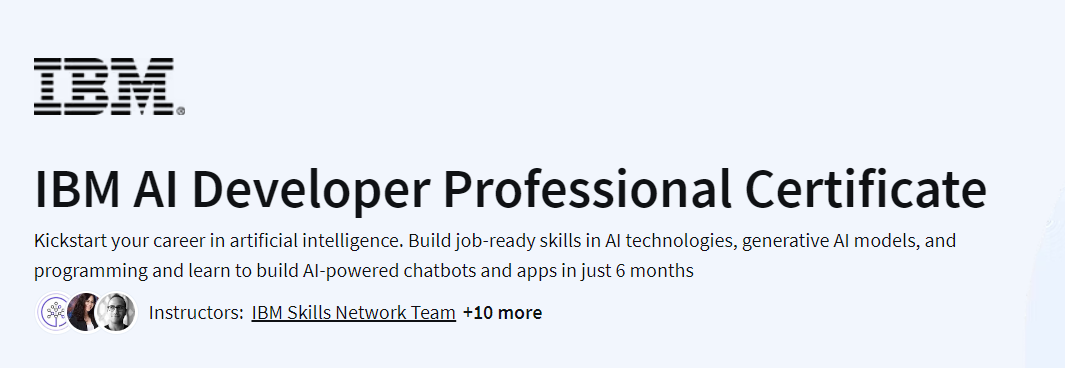 IBM®
IBM AI Developer Professional Certificate
Kickstart your career in artificial intelligence. Build job-ready skills in AI technologies, generative AI models, and
programming and learn to build AI-powered chatbots and apps in just 6 months
Instructors: IBM Skills Network Team +10 more